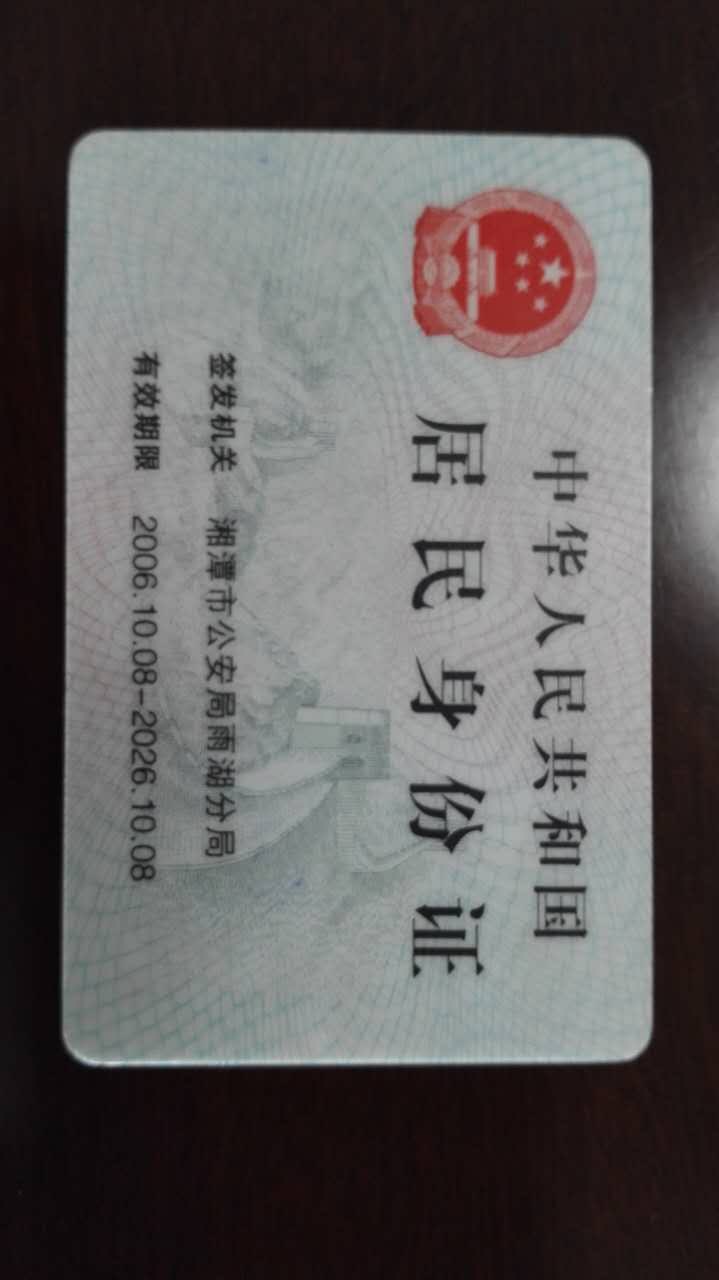 中华人民共和国
居民身份证
签发机关 湘潭市公安局雨湖分局
有效期限 2006.10.08-2026.10.08